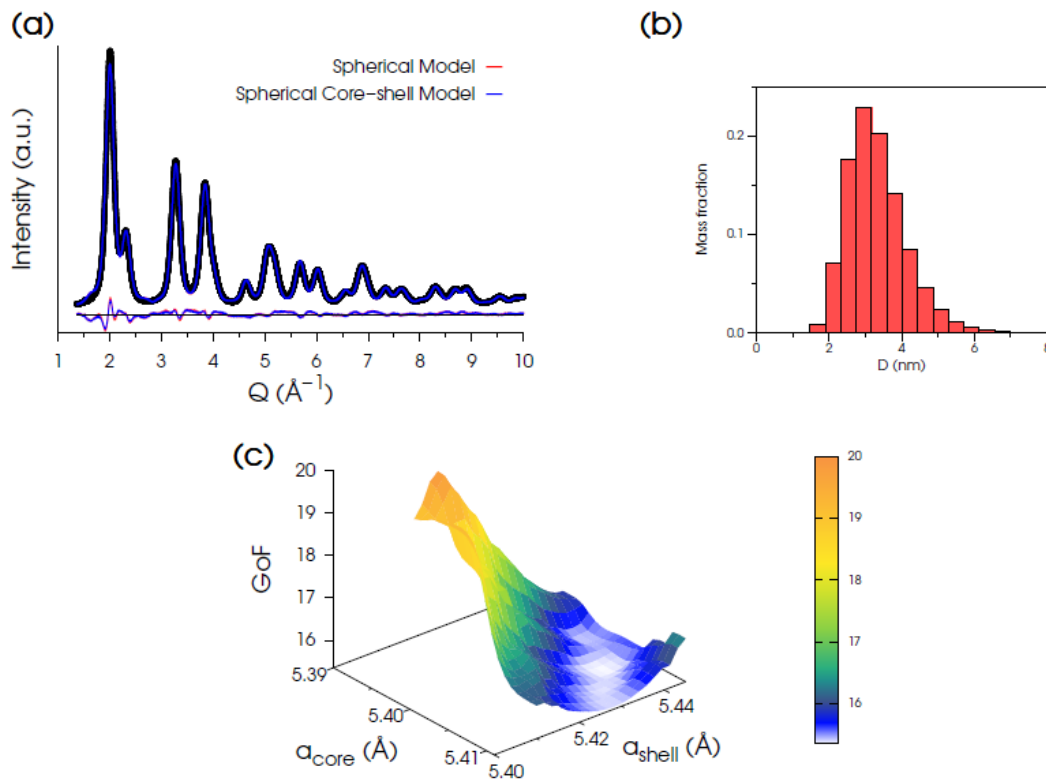 (a)
Spherical Model
Spherical Core-shell Model
Intensity (a.u.)
1 2 3 4 5 6 7 8 9 10
Q (Å⁻¹)
(b)
0.2
0.1
0.0
Mass fraction
0 2 4 6 8
D (nm)
(c)
20
19
18
17
16
GoF
5.39
5.40
5.41
a_core (Å)
5.40
5.42
5.44
a_shell (Å)
20
19
18
17
16